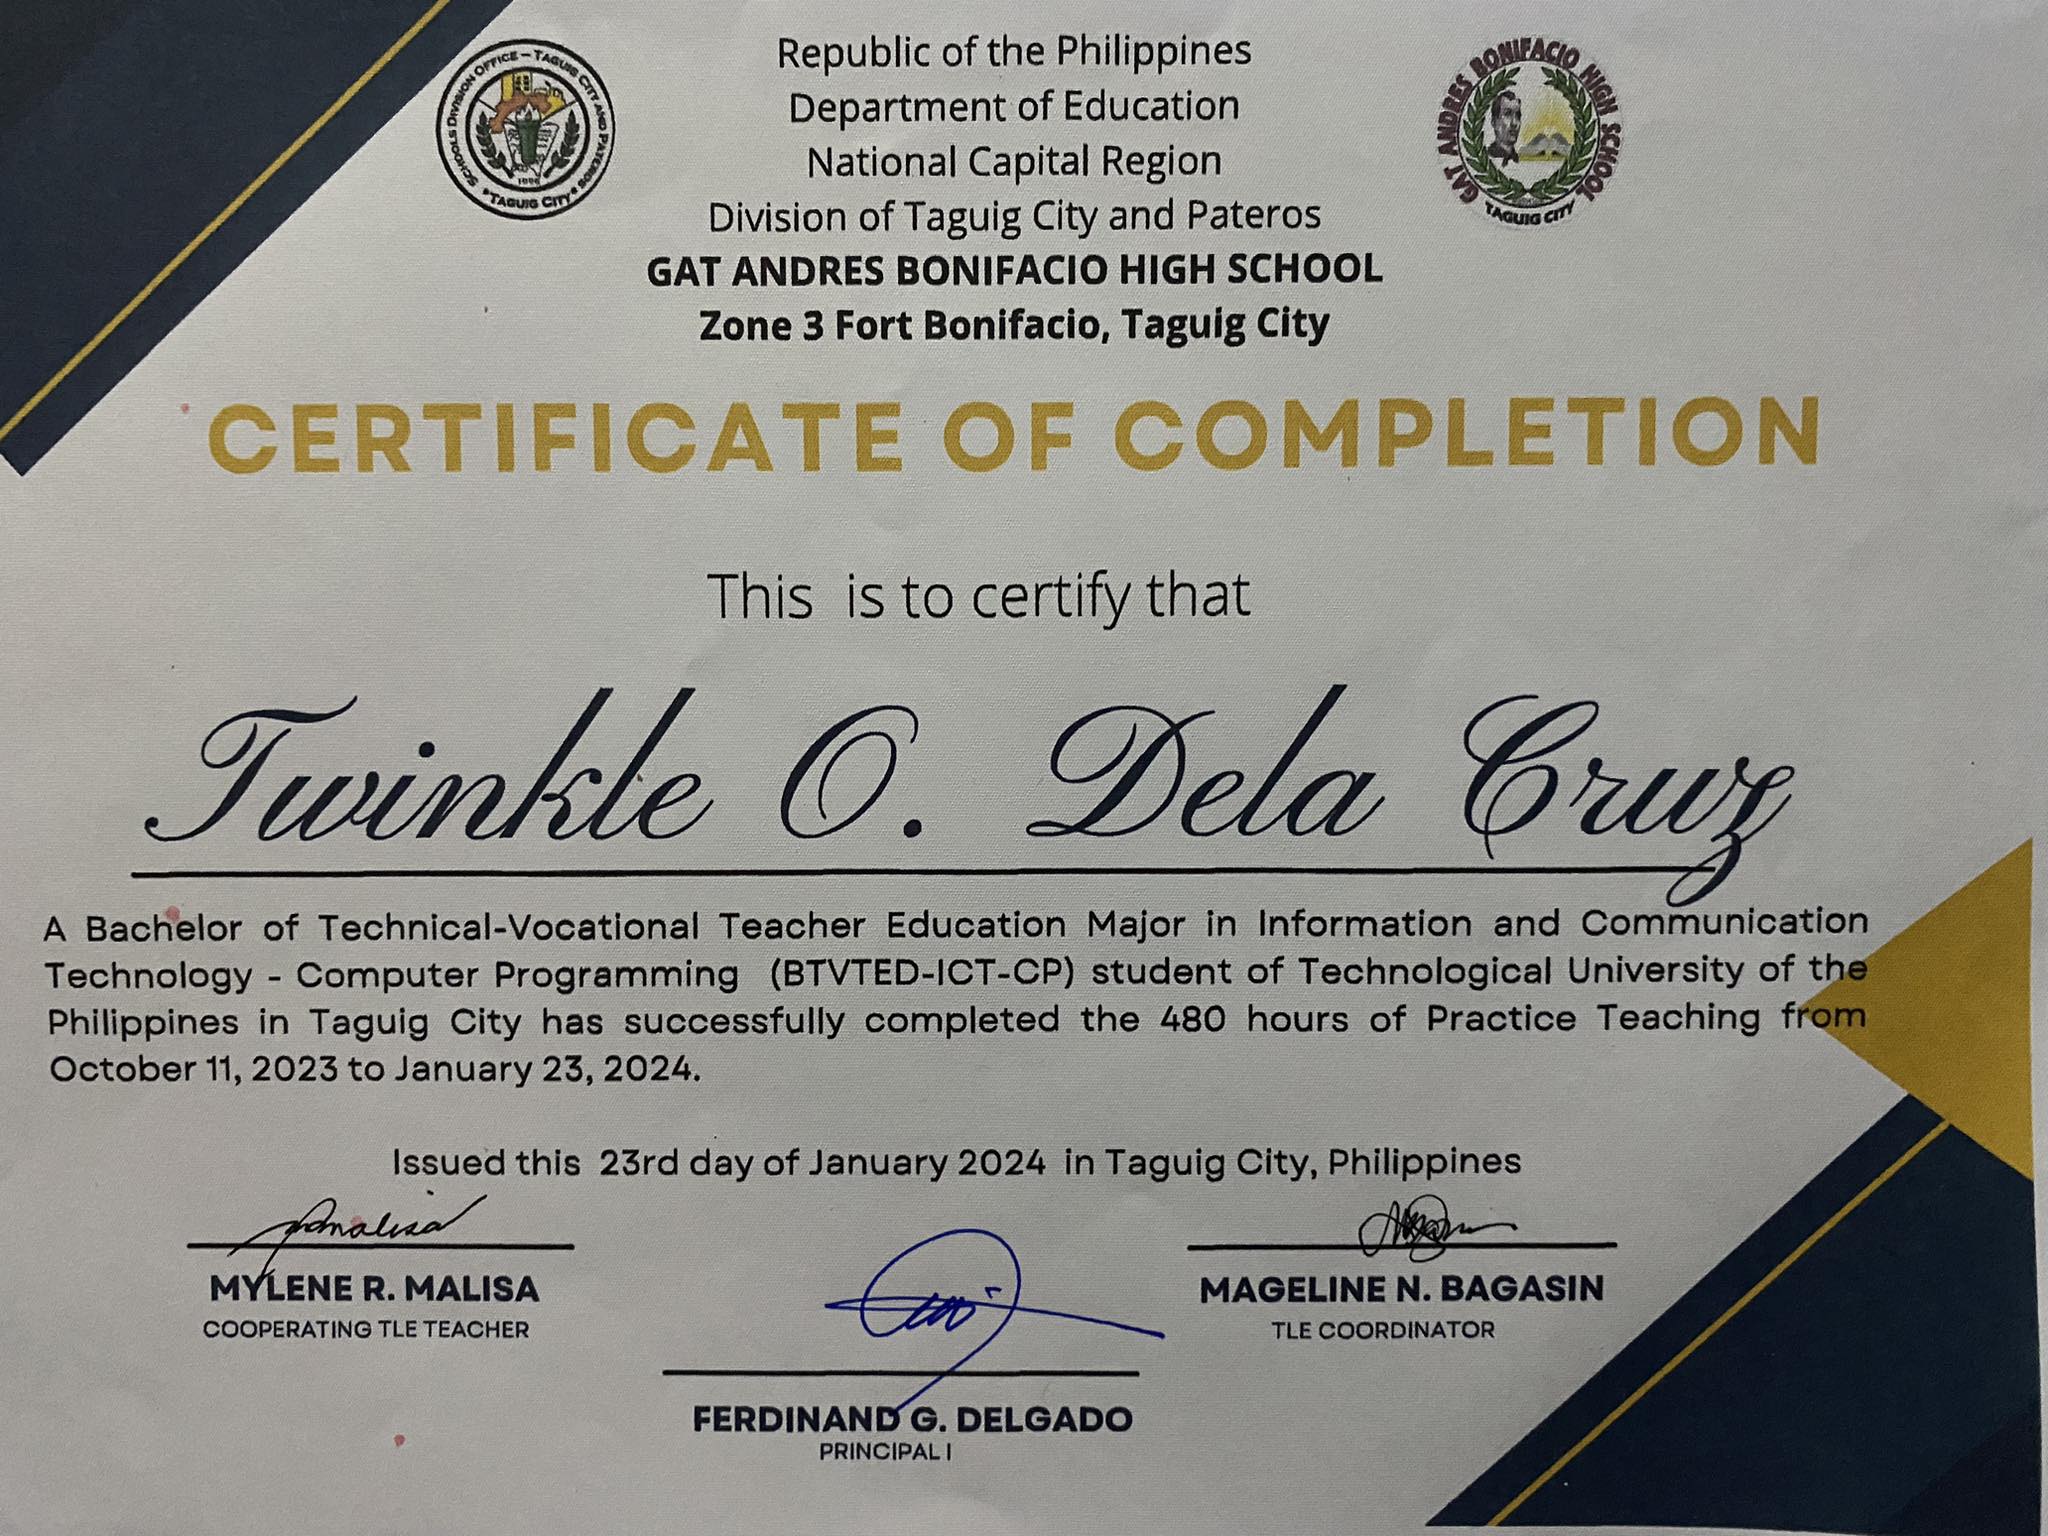 SCHOOLS DIVISION OFFICE – TAGUIG CITY AND PATEROS
TAGUIG CITY
GAT ANDRES BONIFACIO HIGH SCHOOL
TAGUIG CITY
Republic of the Philippines
Department of Education
National Capital Region
Division of Taguig City and Pateros
GAT ANDRES BONIFACIO HIGH SCHOOL
Zone 3 Fort Bonifacio, Taguig City
CERTIFICATE OF COMPLETION
This is to certify that
Twinkle O. Dela Cruz
A Bachelor of Technical-Vocational Teacher Education Major in Information and Communication
Technology - Computer Programming (BTVTED-ICT-CP) student of Technological University of the
Philippines in Taguig City has successfully completed the 480 hours of Practice Teaching from
October 11, 2023 to January 23, 2024.
Issued this 23rd day of January 2024 in Taguig City, Philippines
MYLENE R. MALISA
COOPERATING TLE TEACHER
MAGELINE N. BAGASIN
TLE COORDINATOR
FERDINAND G. DELGADO
PRINCIPAL I